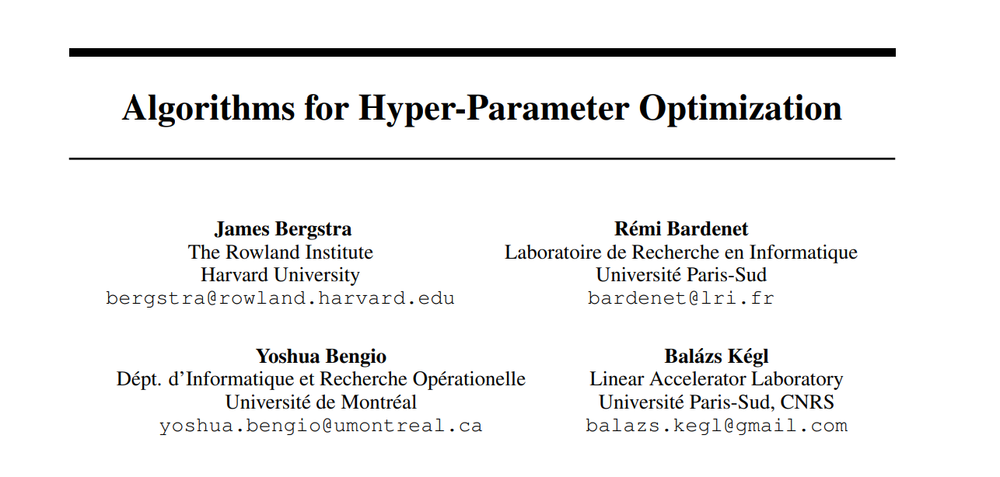 Algorithms for Hyper-Parameter Optimization
James Bergstra
The Rowland Institute
Harvard University
bergstra@rowland.harvard.edu
Rémi Bardenet
Laboratoire de Recherche en Informatique
Université Paris-Sud
bardenet@lri.fr
Yoshua Bengio
Dépt. d'Informatique et Recherche Opérationelle
Université de Montréal
yoshua.bengio@umontreal.ca
Balázs Kégl
Linear Accelerator Laboratory
Université Paris-Sud, CNRS
balazs.kegl@gmail.com